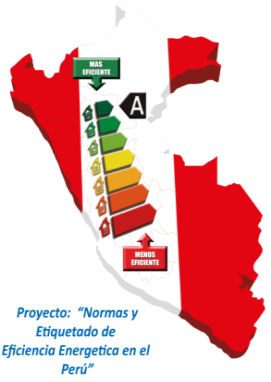 MAS
EFICIENTE
A
MENOS
EFICIENTE
Proyecto: “Normas y
Etiquetado de
Eficiencia Energetica en el
Perú”